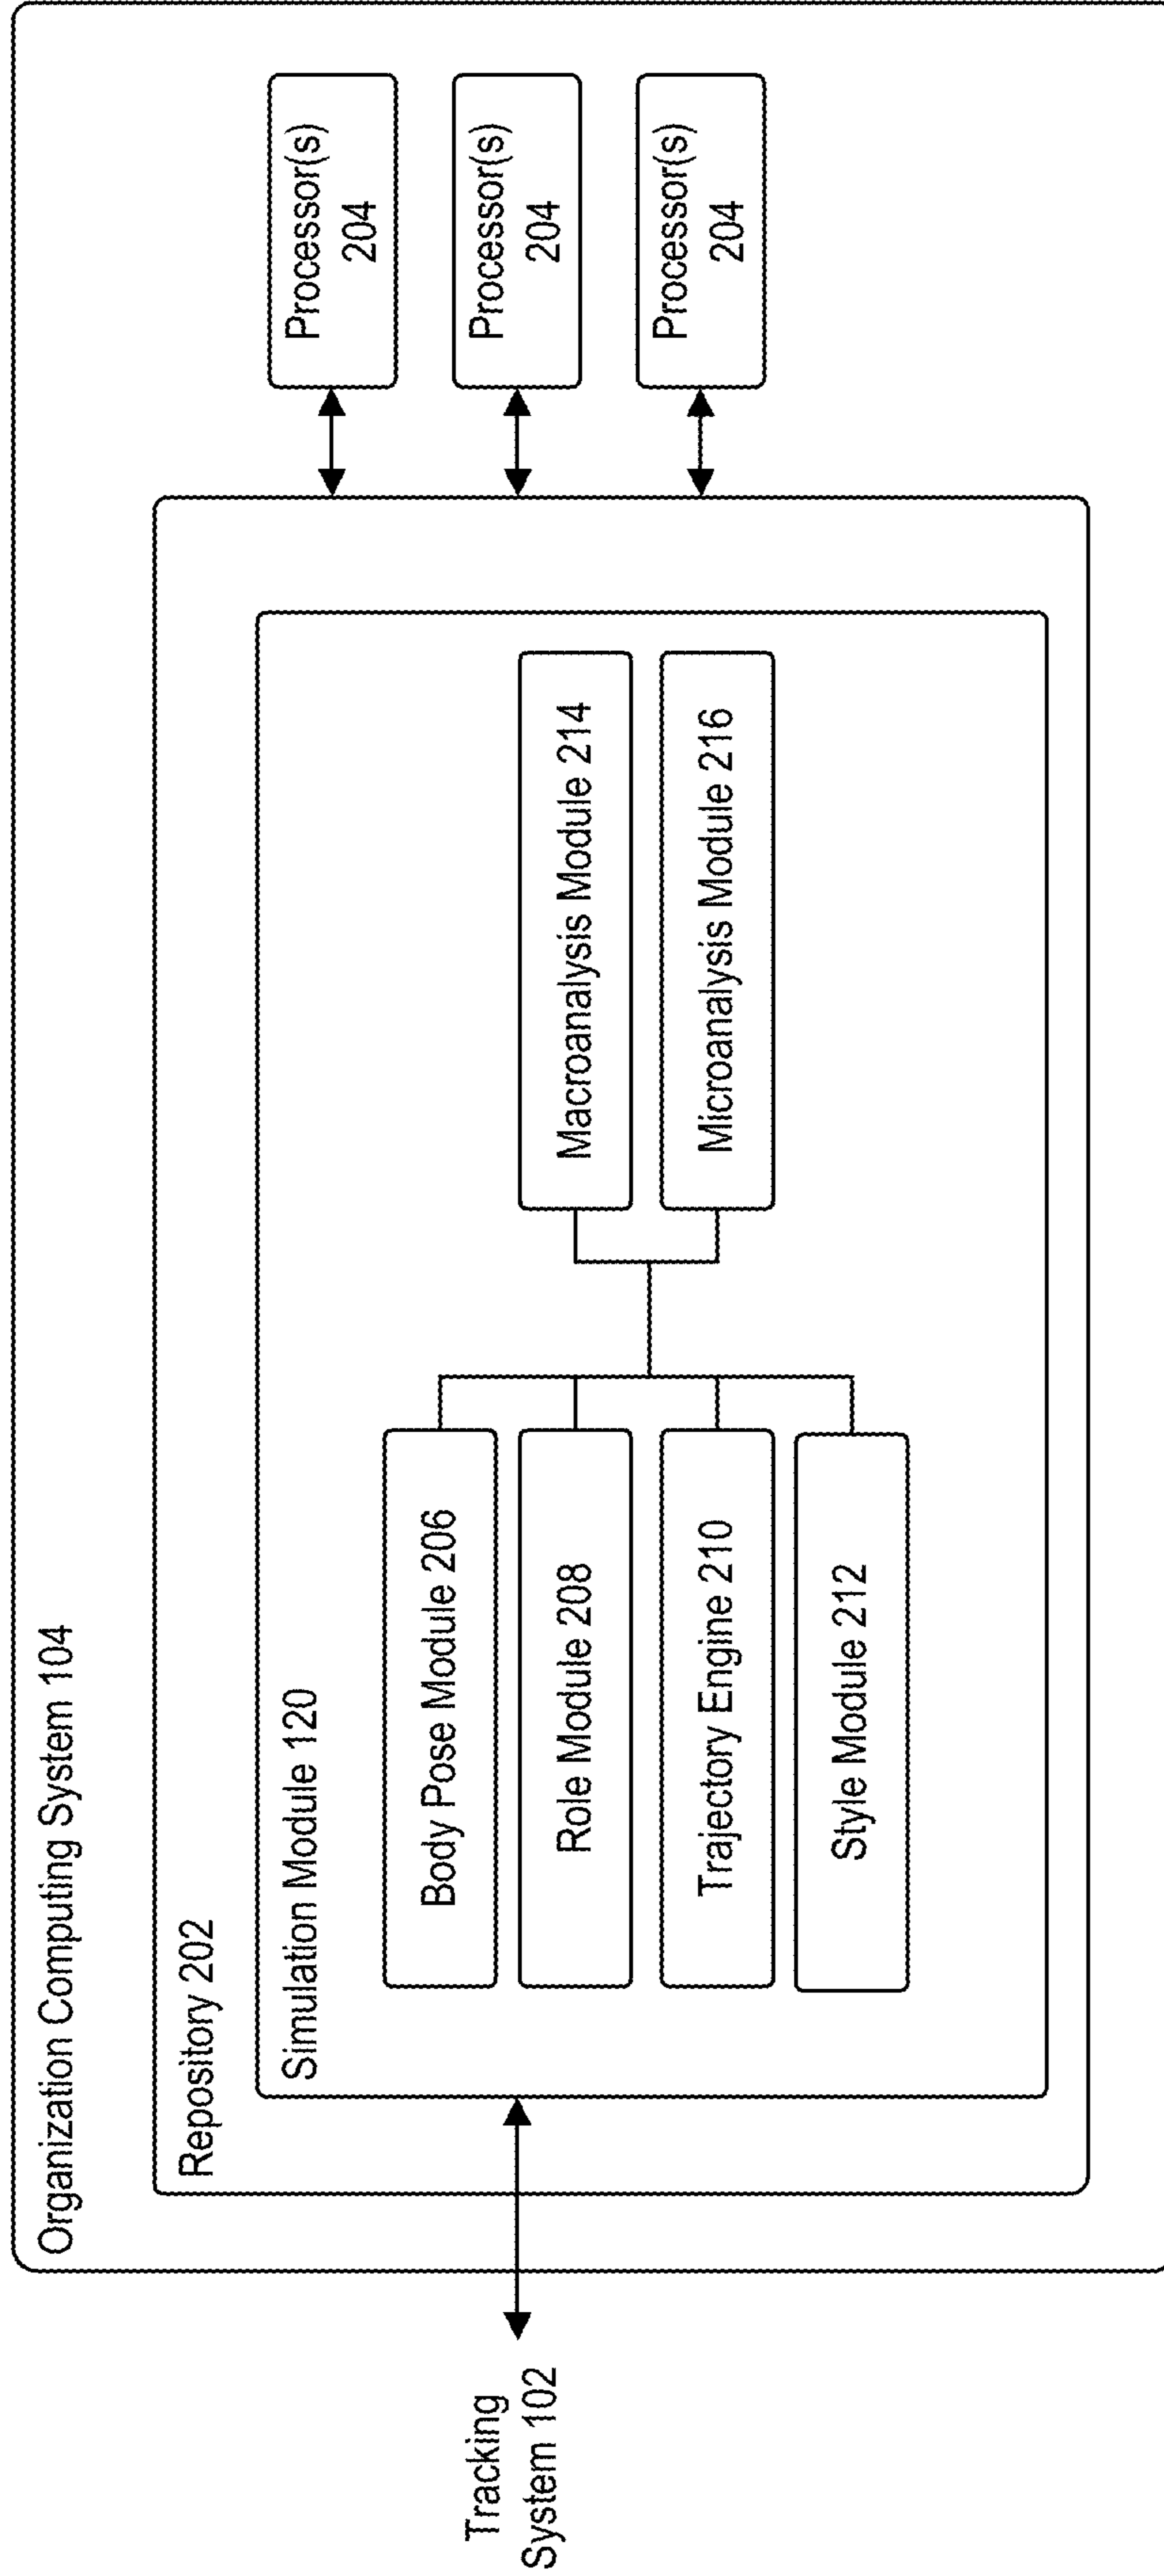 Organization Computing System 104
Repository 202
Simulation Module 120
Tracking
System 102
Body Pose Module 206
Role Module 208
Trajectory Engine 210
Style Module 212
Macroanalysis Module 214
Microanalysis Module 216
Processor(s)
204
Processor(s)
204
Processor(s)
204